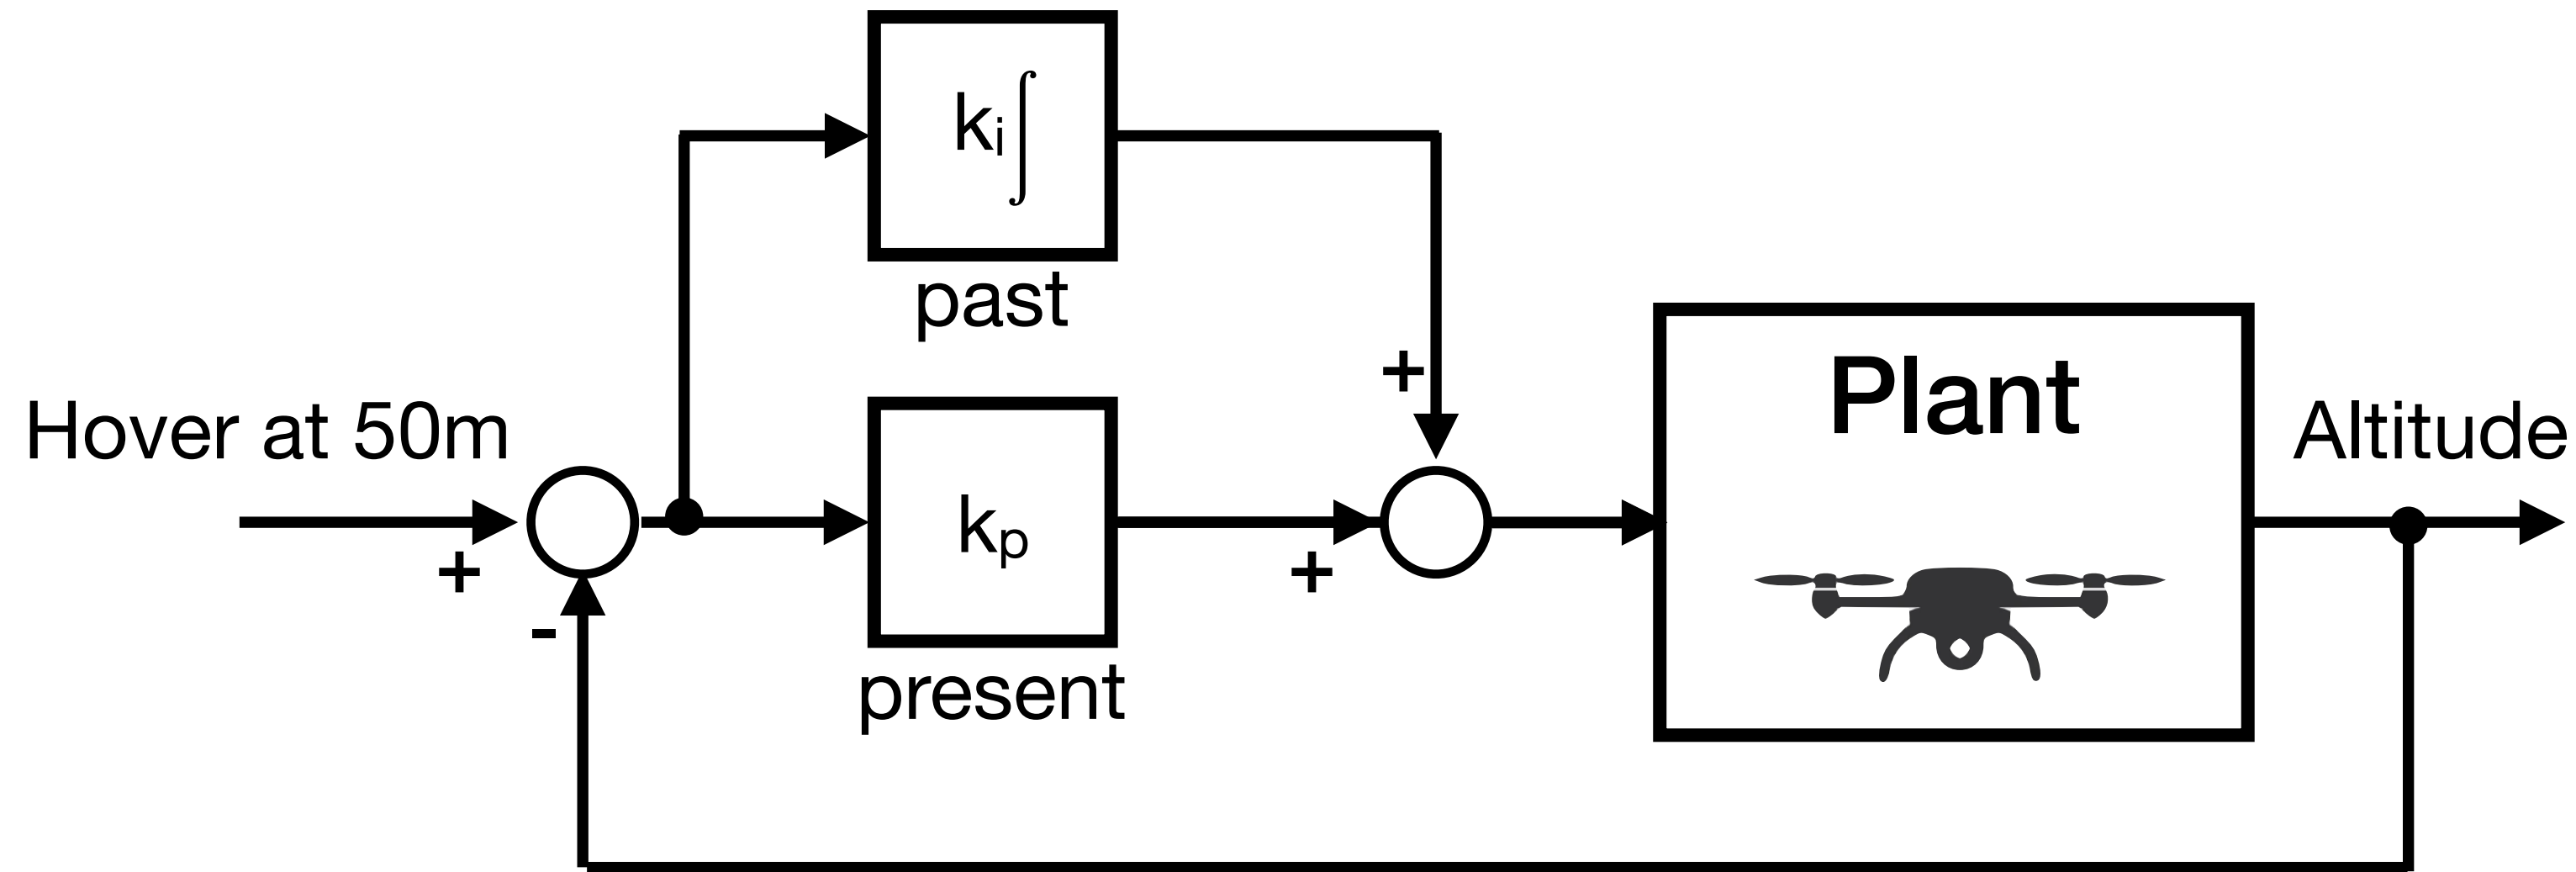 kᵢ∫
past
+
Plant
Hover at 50m
Altitude
kₚ
+
+
-
present